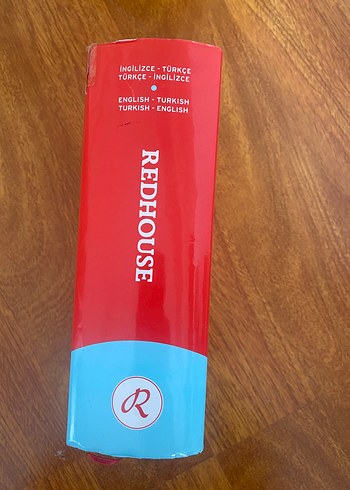 İNGİLİZCE - TÜRKÇE
TÜRKÇE - İNGİLİZCE
ENGLISH - TURKISH
TURKISH - ENGLISH
REDHOUSE
R